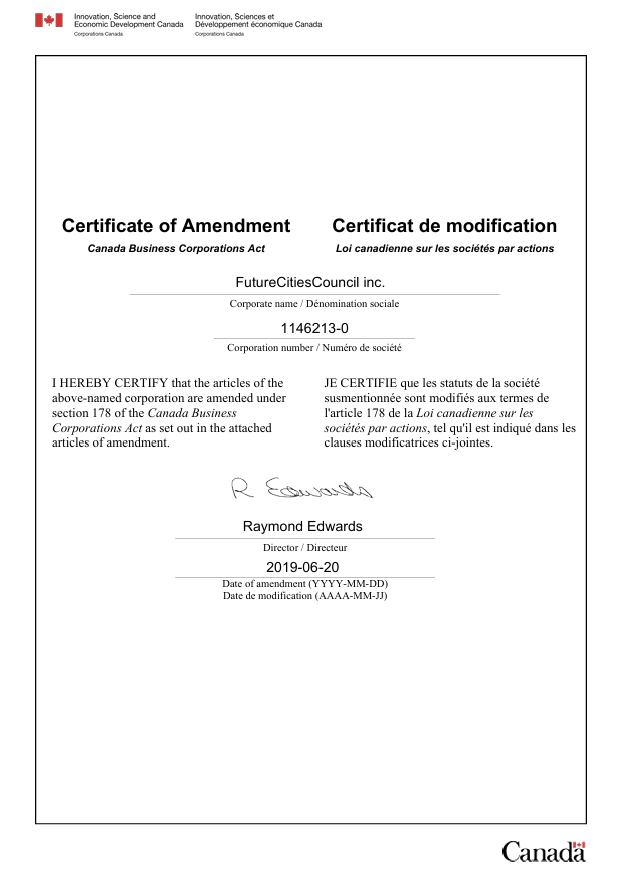 Innovation, Science and
Economic Development Canada
Corporations Canada
Innovation, Sciences et
Développement économique Canada
Corporations Canada
Certificate of Amendment
Canada Business Corporations Act
Certificat de modification
Loi canadienne sur les sociétés par actions
FutureCitiesCouncil inc.
Corporate name / Dénomination sociale
1146213-0
Corporation number / Numéro de société
I HEREBY CERTIFY that the articles of the
above-named corporation are amended under
section 178 of the Canada Business
Corporations Act as set out in the attached
articles of amendment.
JE CERTIFIE que les statuts de la société
susmentionnée sont modifiés aux termes de
l'article 178 de la Loi canadienne sur les
sociétés par actions, tel qu'il est indiqué dans les
clauses modificatrices ci-jointes.
R Edwards
Raymond Edwards
Director / Directeur
2019-06-20
Date of amendment (YYYY-MM-DD)
Date de modification (AAAA-MM-JJ)
Canada